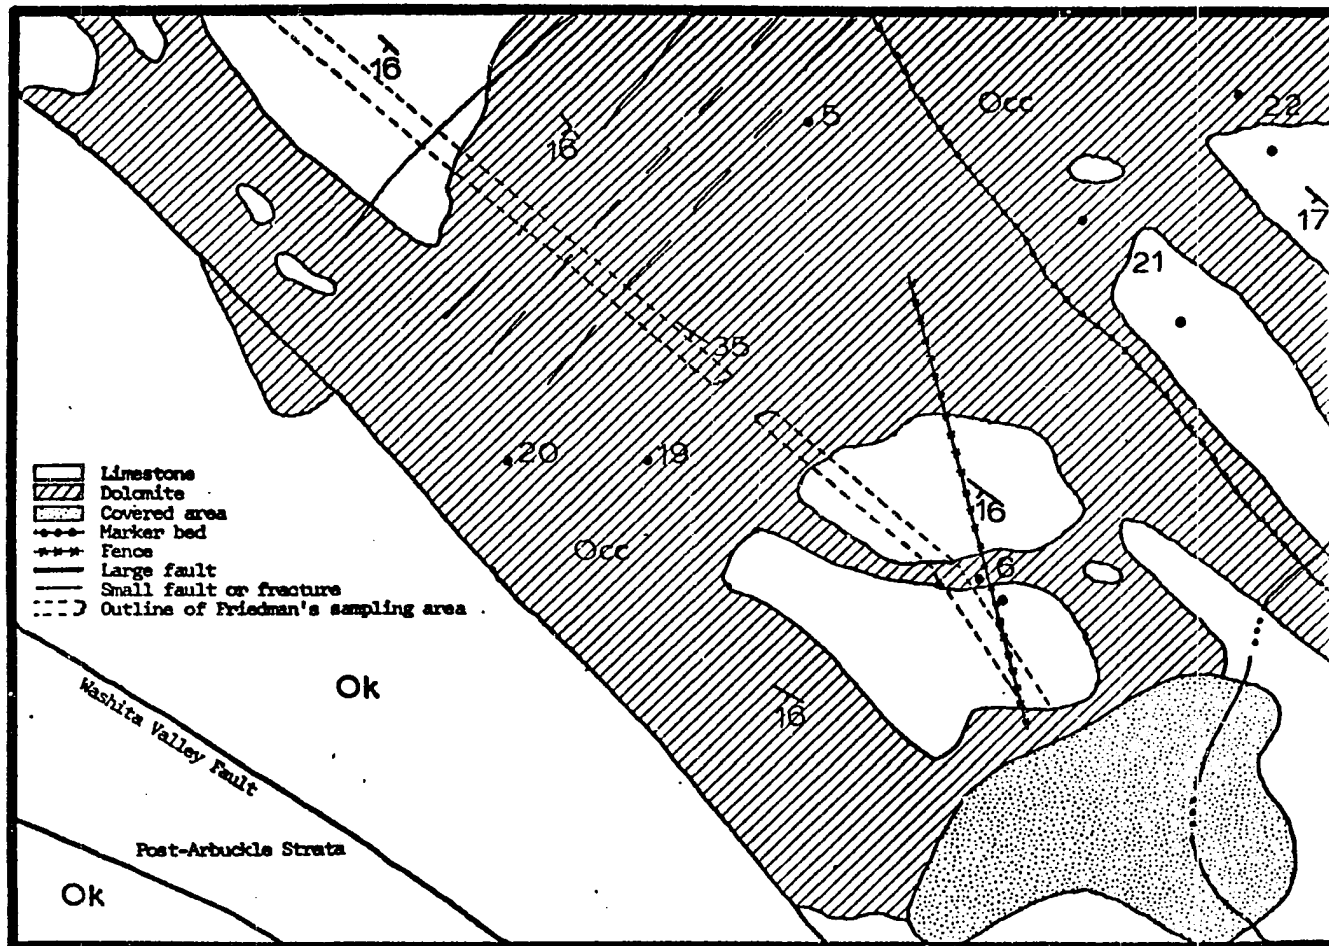 16
16
5
Occ
22
17
21
35
20
19
16
Occ
6
16
Limestone
Dolomite
Covered area
Marker bed
Fence
Large fault
Small fault or fracture
Outline of Friedman's sampling area
Ok
Washita Valley Fault
Post-Arbuckle Strata
Ok